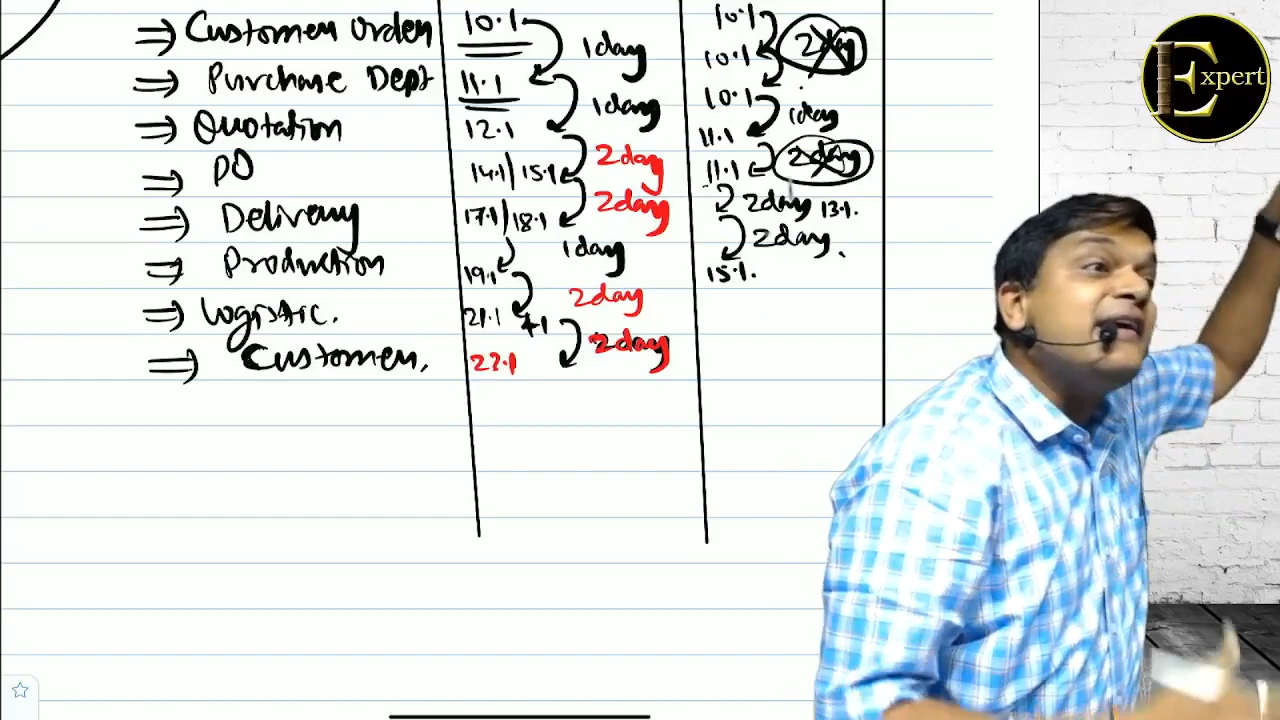 ⇒ Customer Order 10.1 1day 10.1 2day
⇒ Purchase Dept 11.1 1day 10.1
⇒ Quotation 12.1 2day 10.1 1day
⇒ PO 14.1/15.1 2day 11.1 2day
⇒ Delivery 17.1/18.1 1day 11.1 2day 13.1.
⇒ Production 19.1 2day 2day.
⇒ Logistic. 21.1 +1 2day 15.1.
⇒ Customer. 22.1
Expert